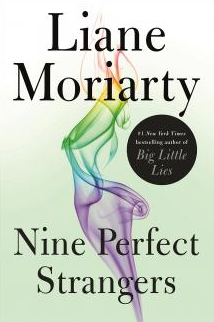 Liane
Moriarty
#1 New York Times
bestselling author of
Big Little
Lies
Nine Perfect
Strangers